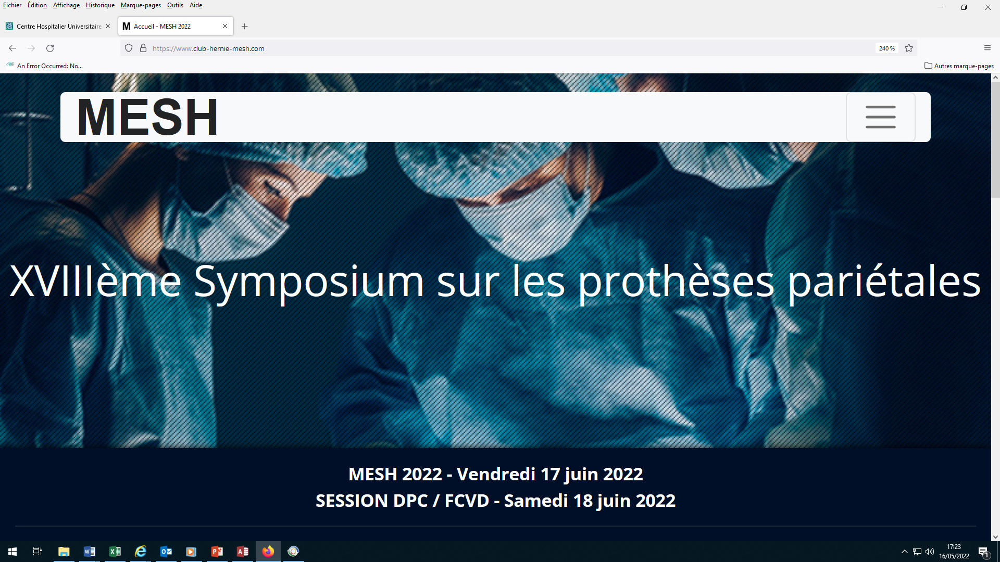 Fichier Édition Affichage Historique Marque-pages Outils Aide
Centre Hospitalier Universitaire
Accueil - MESH 2022
https://www.club-hernie-mesh.com
240 %
An Error Occurred: No...
Autres marque-pages
MESH
XVIIIème Symposium sur les prothèses pariétales
MESH 2022 - Vendredi 17 juin 2022
SESSION DPC / FCVD - Samedi 18 juin 2022
17:23
16/05/2022
1